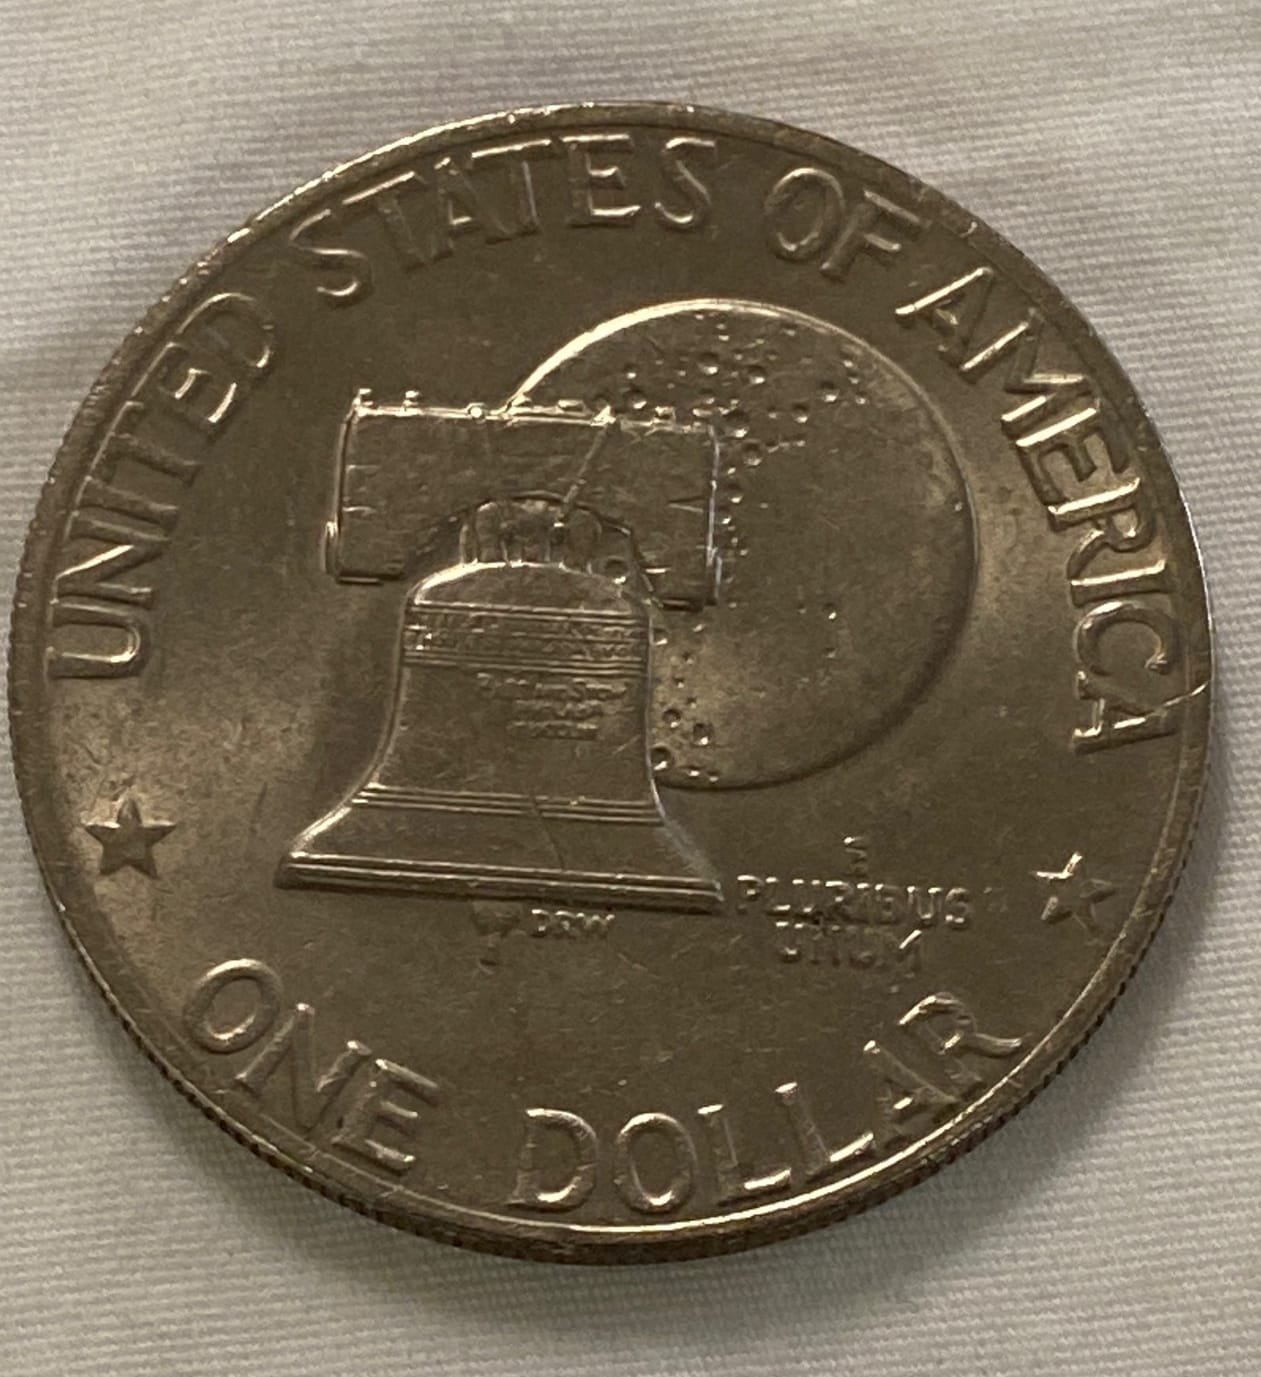 UNITED STATES OF AMERICA
DRW
E
PLURIBUS
UNUM
ONE DOLLAR